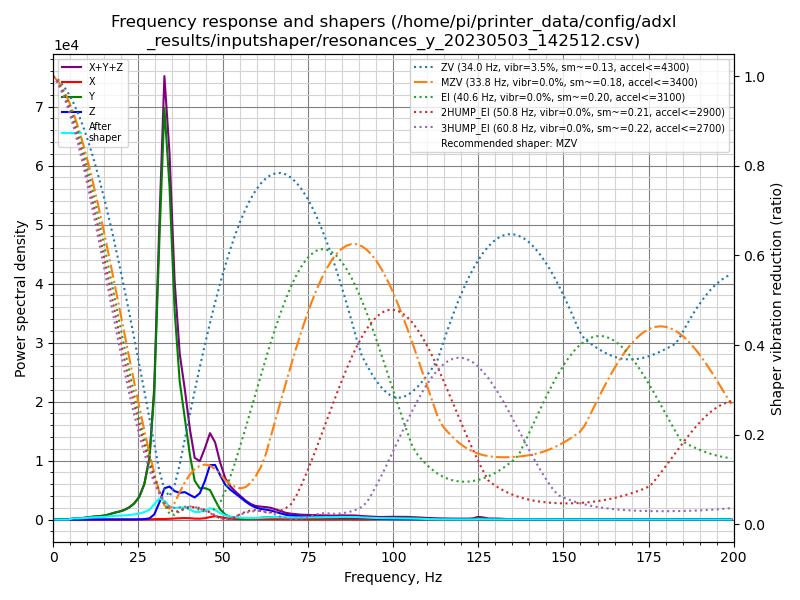 Frequency response and shapers (/home/pi/printer_data/config/adxl
_results/inputshaper/resonances_y_20230503_142512.csv)
1e4
X+Y+Z
X
Y
Z
After
shaper
ZV (34.0 Hz, vibr=3.5%, sm~=0.13, accel<=4300)
MZV (33.8 Hz, vibr=0.0%, sm~=0.18, accel<=3400)
EI (40.6 Hz, vibr=0.0%, sm~=0.20, accel<=3100)
2HUMP_EI (50.8 Hz, vibr=0.0%, sm~=0.21, accel<=2900)
3HUMP_EI (60.8 Hz, vibr=0.0%, sm~=0.22, accel<=2700)
Recommended shaper: MZV
Power spectral density
7
6
5
4
3
2
1
0
1.0
0.8
0.6
0.4
0.2
0.0
Shaper vibration reduction (ratio)
0 25 50 75 100 125 150 175 200
Frequency, Hz